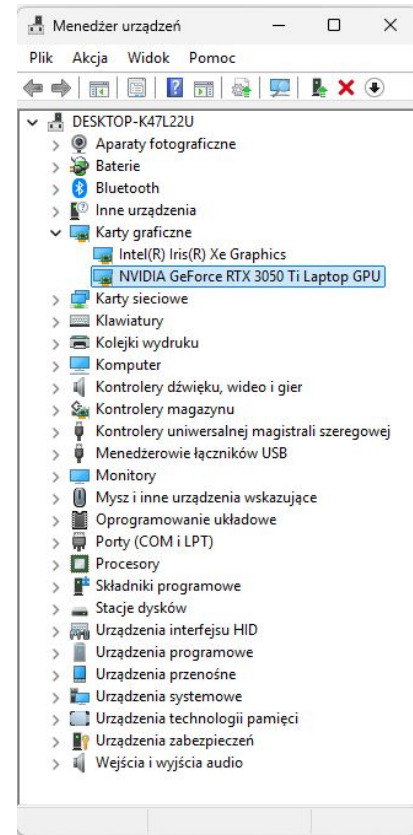 Menedżer urządzeń
Plik Akcja Widok Pomoc
DESKTOP-K47L22U
Aparaty fotograficzne
Baterie
Bluetooth
Inne urządzenia
Karty graficzne
Intel(R) Iris(R) Xe Graphics
NVIDIA GeForce RTX 3050 Ti Laptop GPU
Karty sieciowe
Klawiatury
Kolejki wydruku
Komputer
Kontrolery dźwięku, wideo i gier
Kontrolery magazynu
Kontrolery uniwersalnej magistrali szeregowej
Menedżerowie łączników USB
Monitory
Mysz i inne urządzenia wskazujące
Oprogramowanie układowe
Porty (COM i LPT)
Procesory
Składniki programowe
Stacje dysków
Urządzenia interfejsu HID
Urządzenia programowe
Urządzenia przenośne
Urządzenia systemowe
Urządzenia technologii pamięci
Urządzenia zabezpieczeń
Wejścia i wyjścia audio